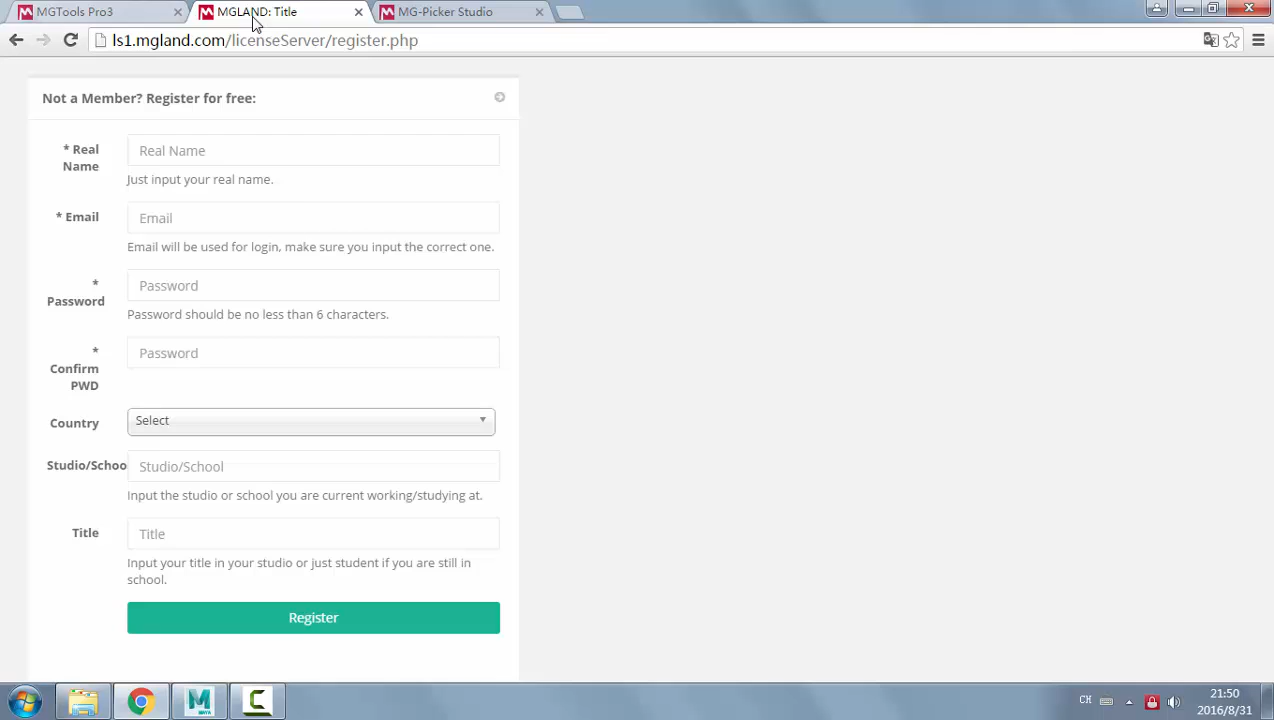 MGTools Pro3
MGLAND: Title
MG-Picker Studio
ls1.mgland.com/licenseServer/register.php
Not a Member? Register for free:
* Real Name
Real Name
Just input your real name.
* Email
Email
Email will be used for login, make sure you input the correct one.
* Password
Password
Password should be no less than 6 characters.
* Confirm PWD
Password
Country
Select
Studio/Schoo
Studio/School
Input the studio or school you are current working/studying at.
Title
Title
Input your title in your studio or just student if you are still in
school.
Register
MAYA
CH
21:50
2016/8/31